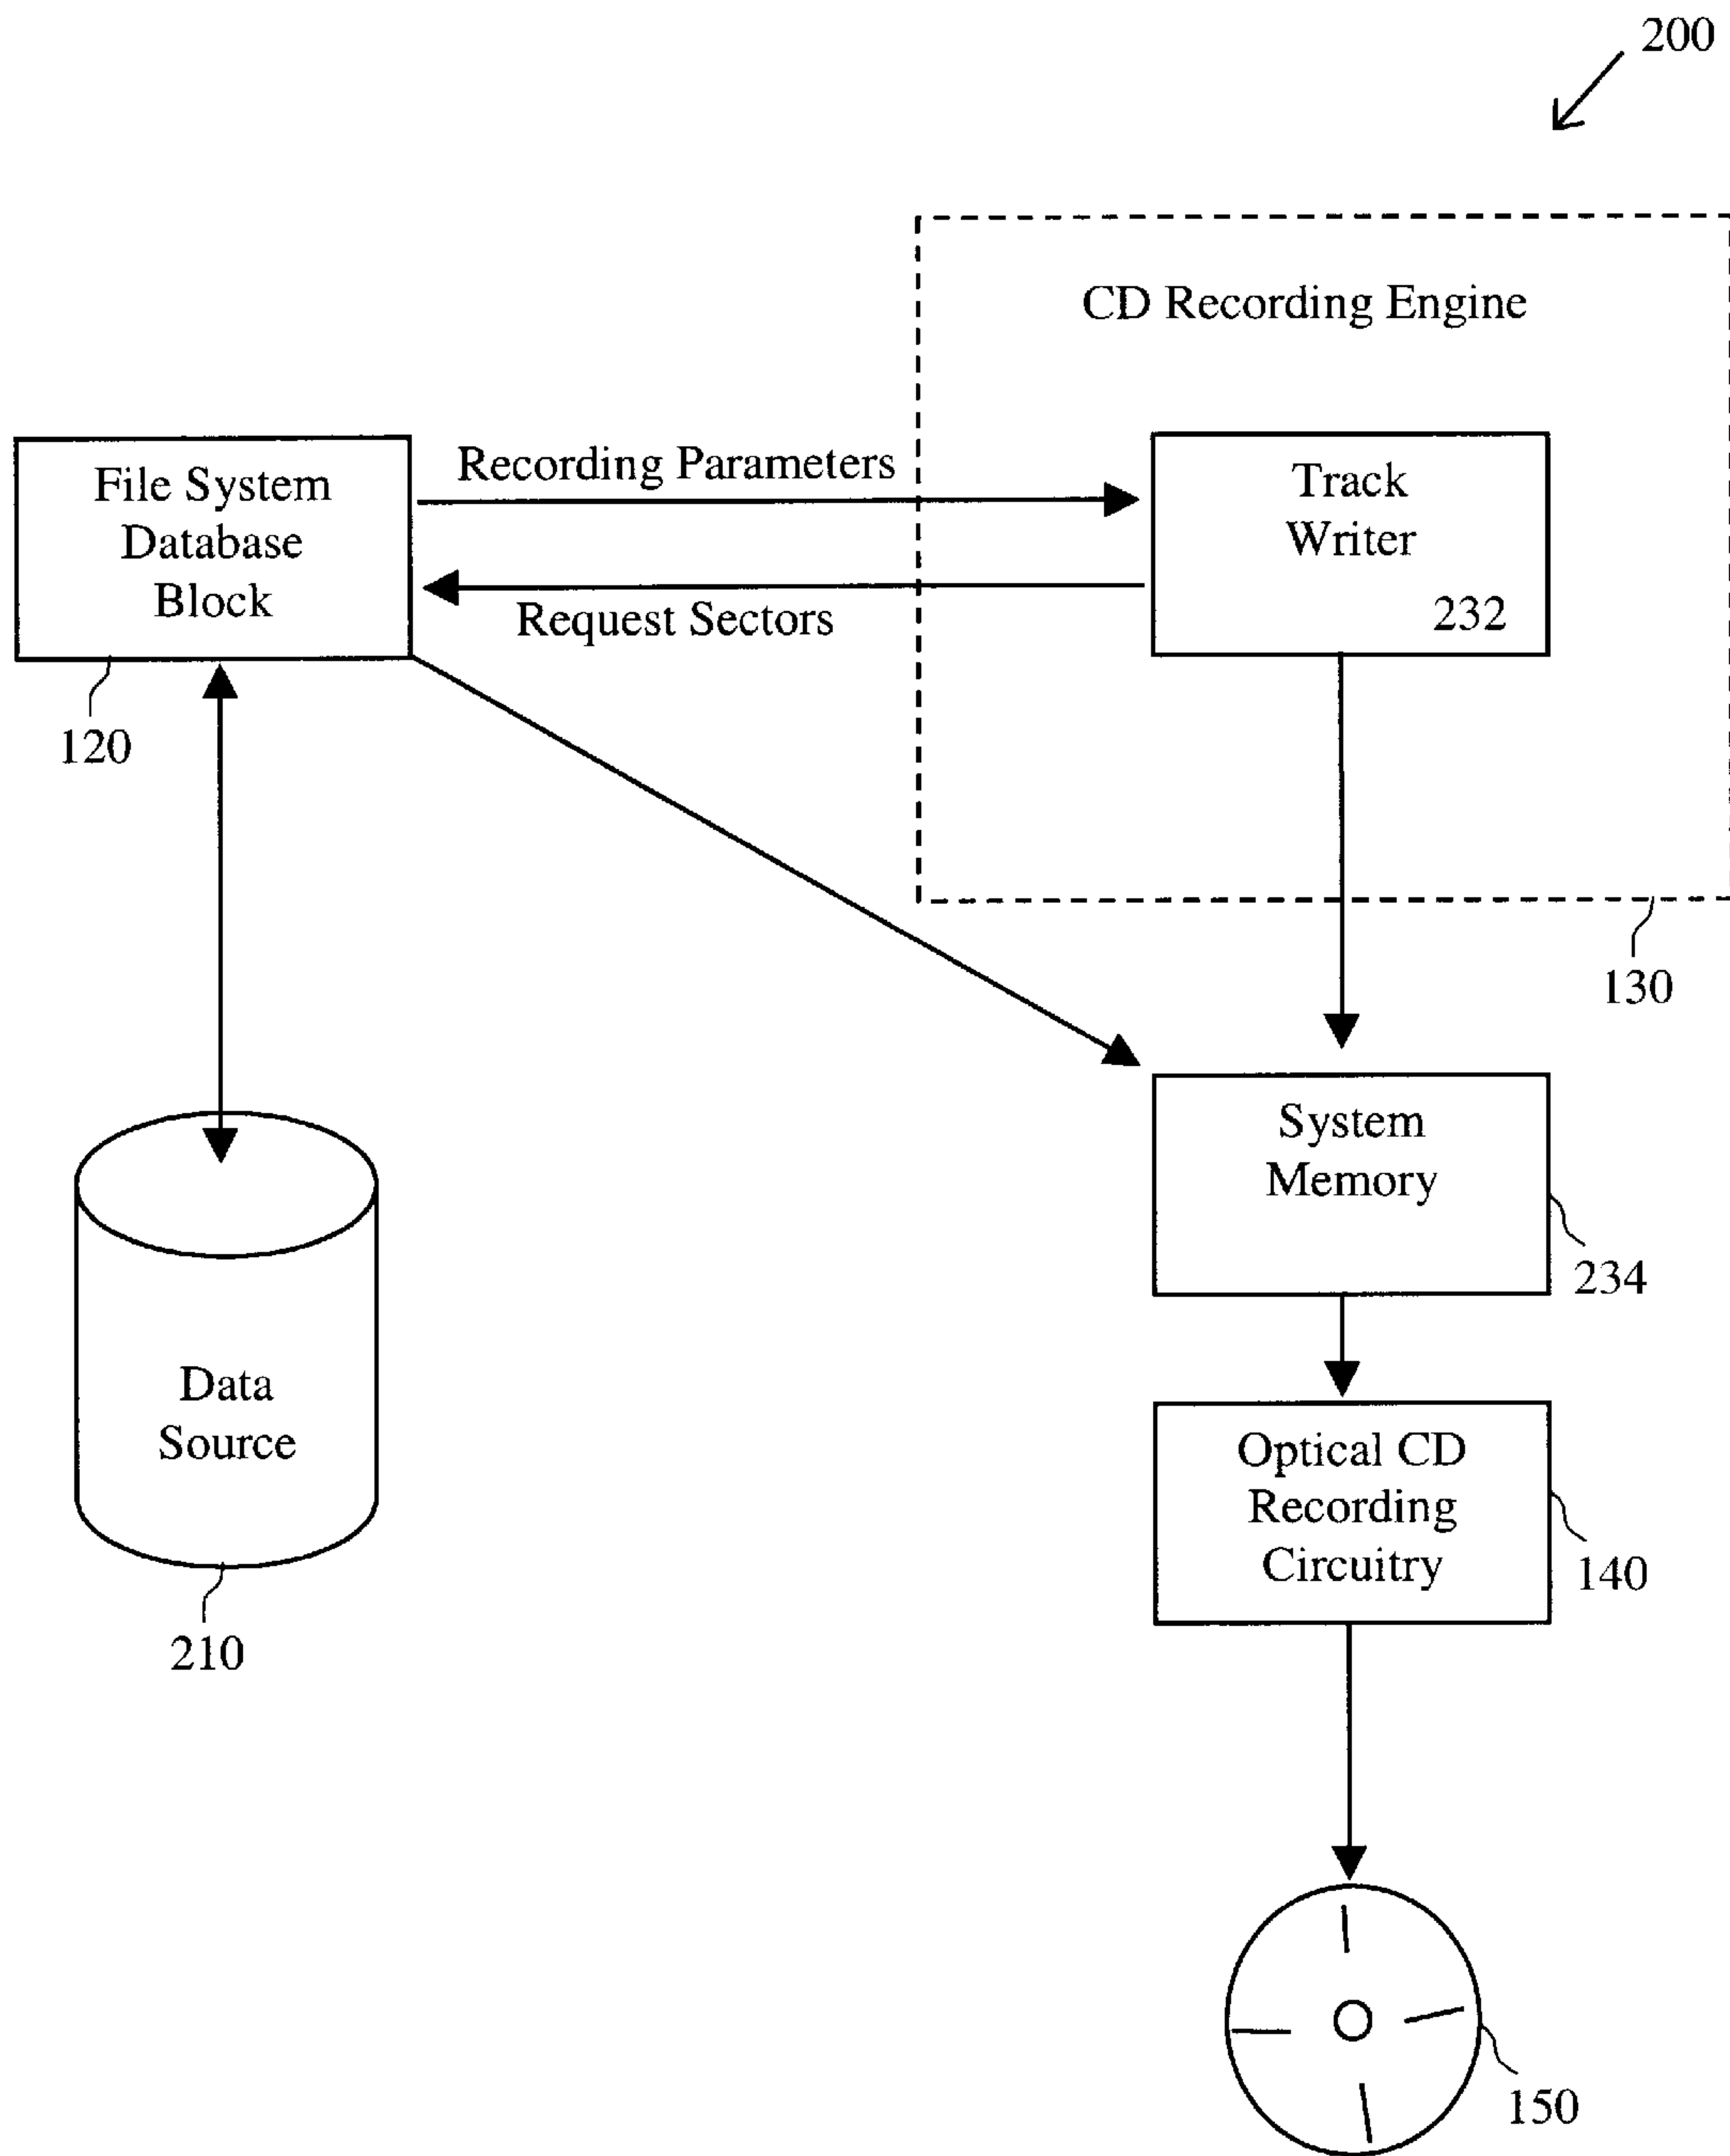 200
CD Recording Engine
File System
Database
Block
Recording Parameters
Request Sectors
Track
Writer
232
120
130
System
Memory
234
Data
Source
210
Optical CD
Recording
Circuitry
140
150